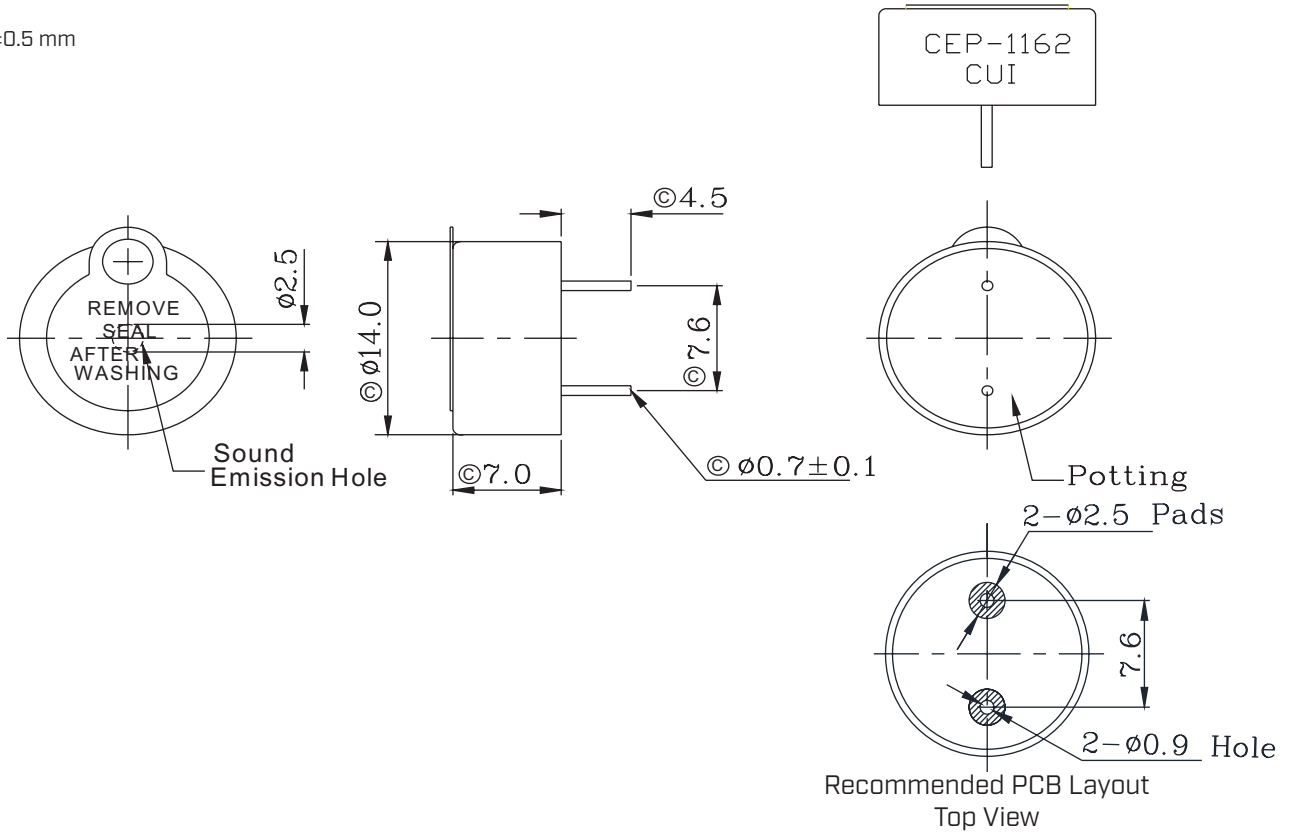 =0.5 mm
CEP-1162
CUI
©4.5
ø2.5
REMOVE
SEAL
AFTER
WASHING
©ø14.0
©7.6
Sound
Emission Hole
©7.0
© ø0.7±0.1
Potting
2-ø2.5 Pads
7.6
2-ø0.9 Hole
Recommended PCB Layout
Top View